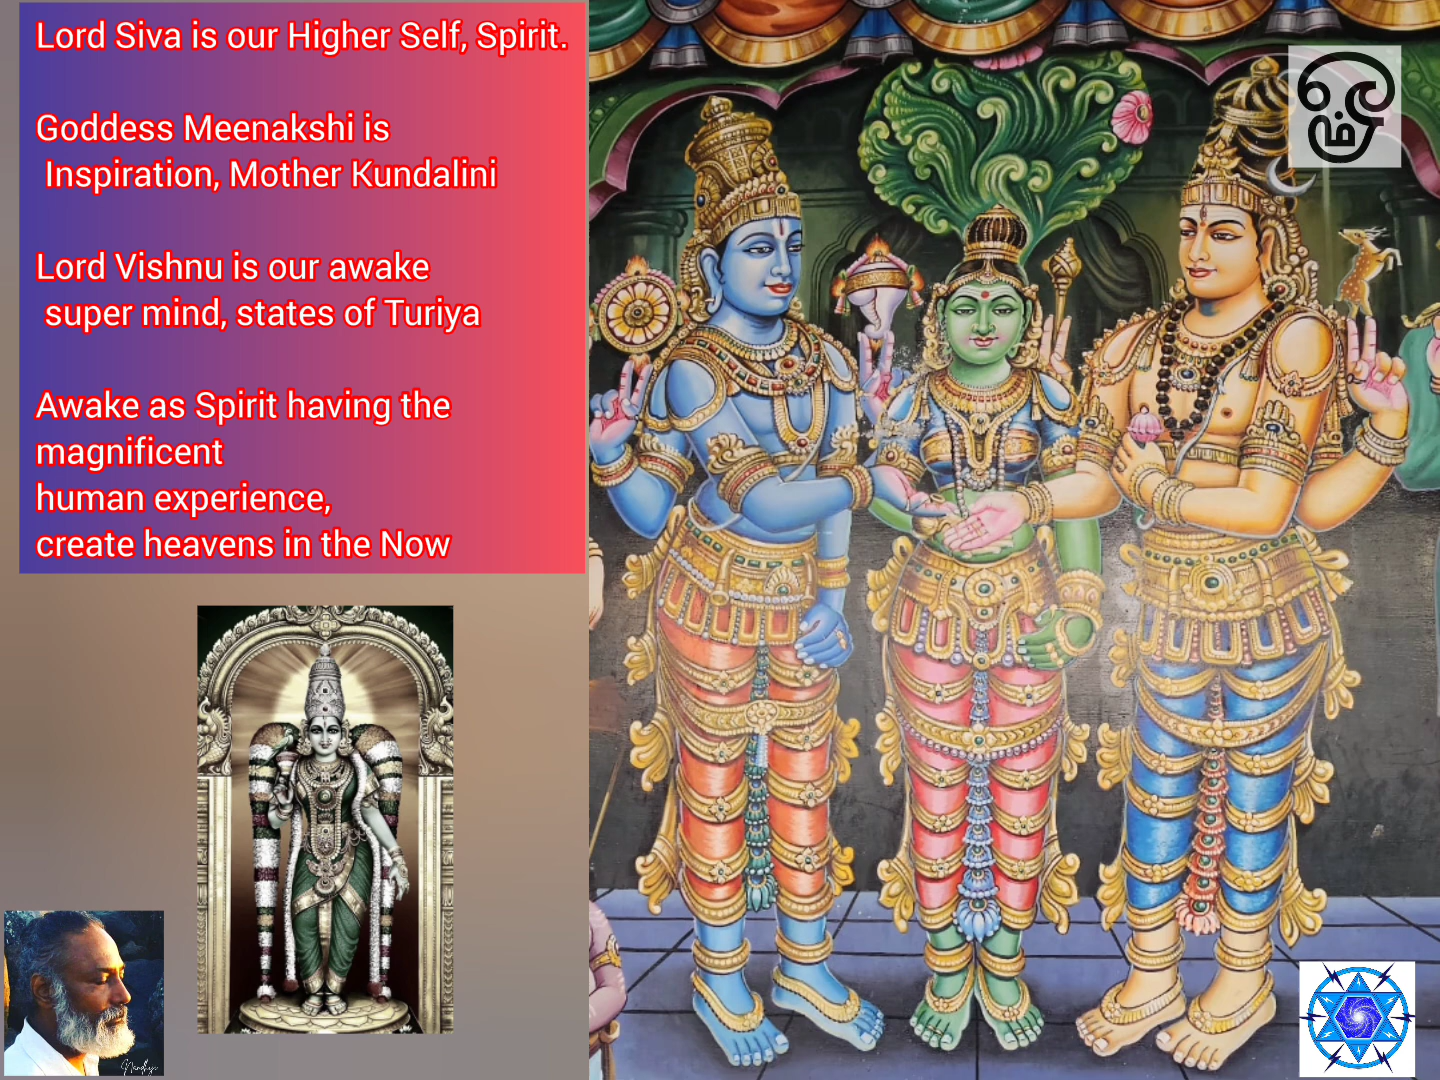 Lord Siva is our Higher Self, Spirit.
Goddess Meenakshi is
Inspiration, Mother Kundalini
Lord Vishnu is our awake
super mind, states of Turiya
Awake as Spirit having the
magnificent
human experience,
create heavens in the Now
ௐ
Nandhiji